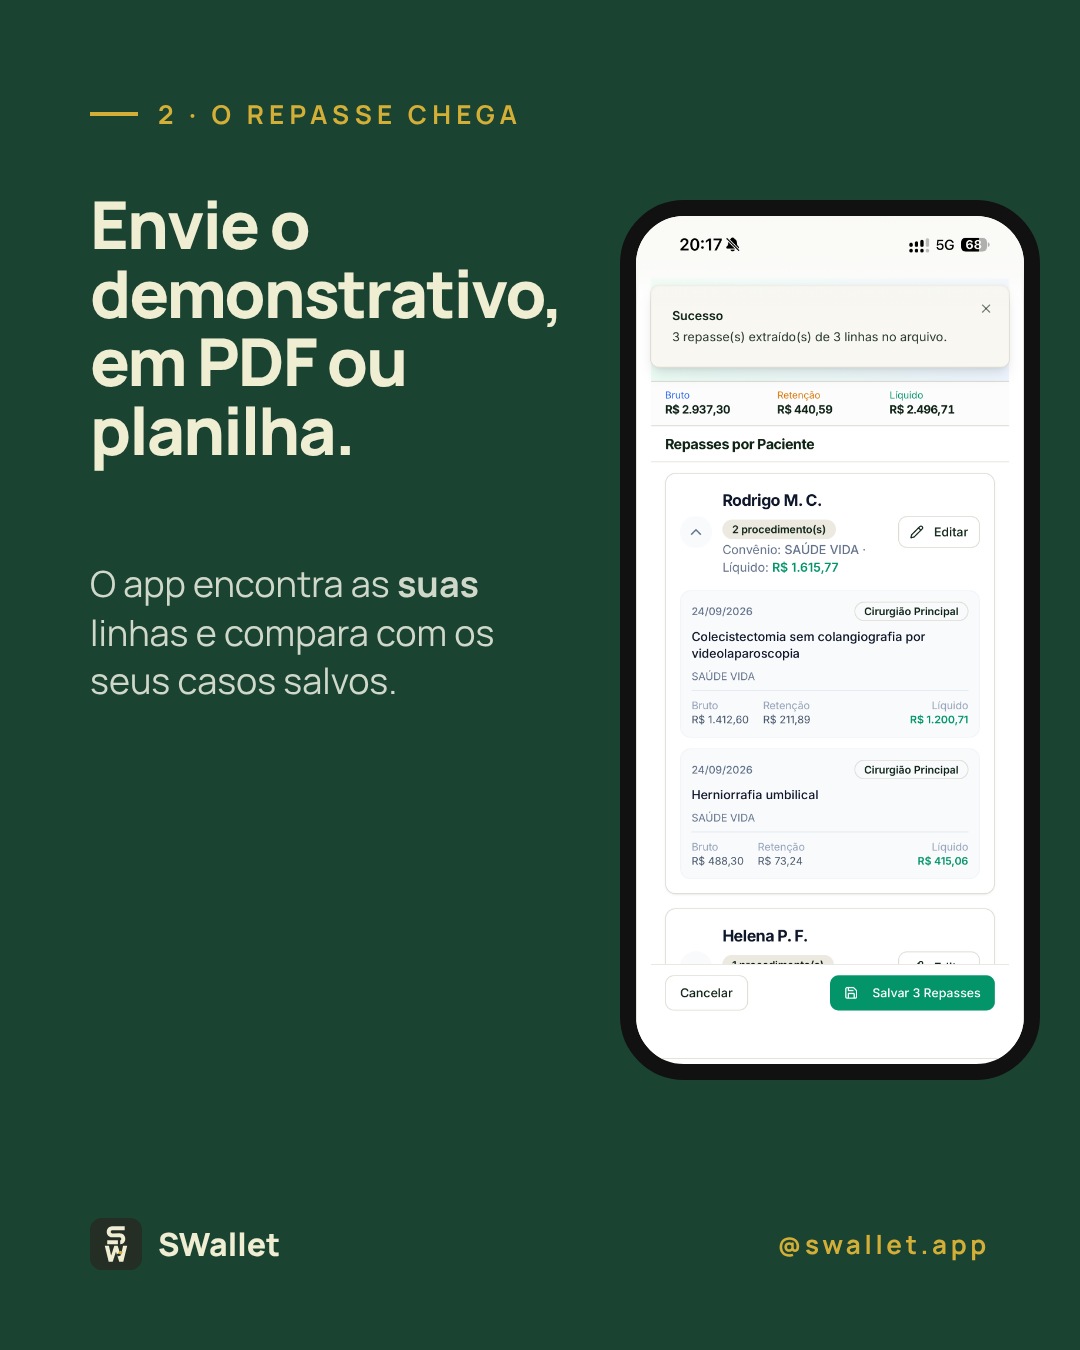 2 · O REPASSE CHEGA
Envie o
demonstrativo,
em PDF ou
planilha.
O app encontra as suas
linhas e compara com os
seus casos salvos.
20:17
5G 68
Sucesso
3 repasse(s) extraído(s) de 3 linhas no arquivo.
Bruto Retenção Líquido
R$ 2.937,30 R$ 440,59 R$ 2.496,71
Repasses por Paciente
Rodrigo M. C.
2 procedimento(s)
Editar
Convênio: SAÚDE VIDA ·
Líquido: R$ 1.615,77
24/09/2026 Cirurgião Principal
Colecistectomia sem colangiografia por
videolaparoscopia
SAÚDE VIDA
Bruto Retenção Líquido
R$ 1.412,60 R$ 211,89 R$ 1.200,71
24/09/2026 Cirurgião Principal
Herniorrafia umbilical
SAÚDE VIDA
Bruto Retenção Líquido
R$ 488,30 R$ 73,24 R$ 415,06
Helena P. F.
1 procedimento(s) Editar
Cancelar Salvar 3 Repasses
SW SWallet
@swallet.app